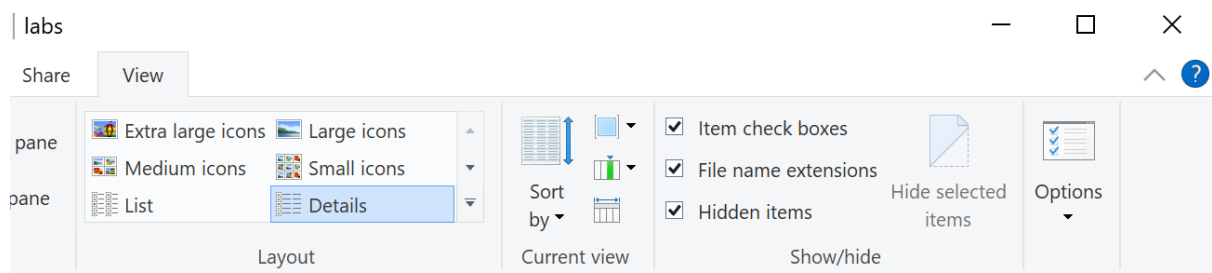 labs
Share View ?
pane
pane
Extra large icons Large icons
Medium icons Small icons
List Details
Layout
Sort
by
Current view
Item check boxes
File name extensions
Hidden items
Hide selected
items
Show/hide
Options